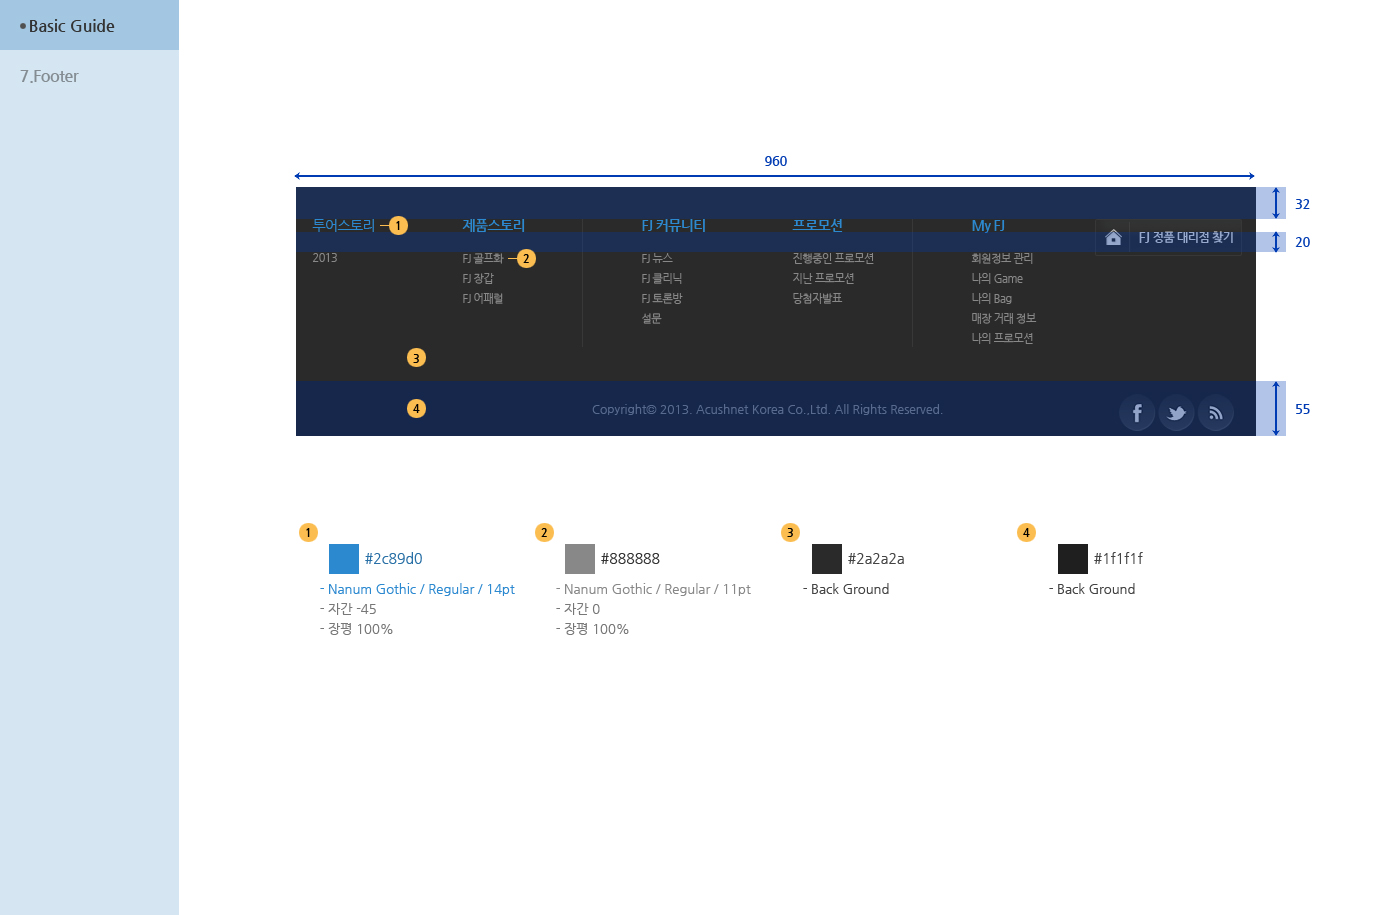 •Basic Guide
7.Footer
960
32
투어스토리 1 제품스토리 FJ 커뮤니티 프로모션 My FJ FJ 정품 대리점 찾기
20
2013 FJ 골프화 2 FJ 뉴스 진행중인 프로모션 회원정보 관리
FJ 장갑 FJ 클리닉 지난 프로모션 나의 Game
FJ 어패럴 FJ 토론방 당첨자발표 나의 Bag
설문 매장 거래 정보
나의 프로모션
3
4 Copyright© 2013. Acushnet Korea Co.,Ltd. All Rights Reserved. f 55
1 2 3 4
#2c89d0 #888888 #2a2a2a #1f1f1f
- Nanum Gothic / Regular / 14pt - Nanum Gothic / Regular / 11pt - Back Ground - Back Ground
- 자간 -45 - 자간 0
- 장평 100% - 장평 100%